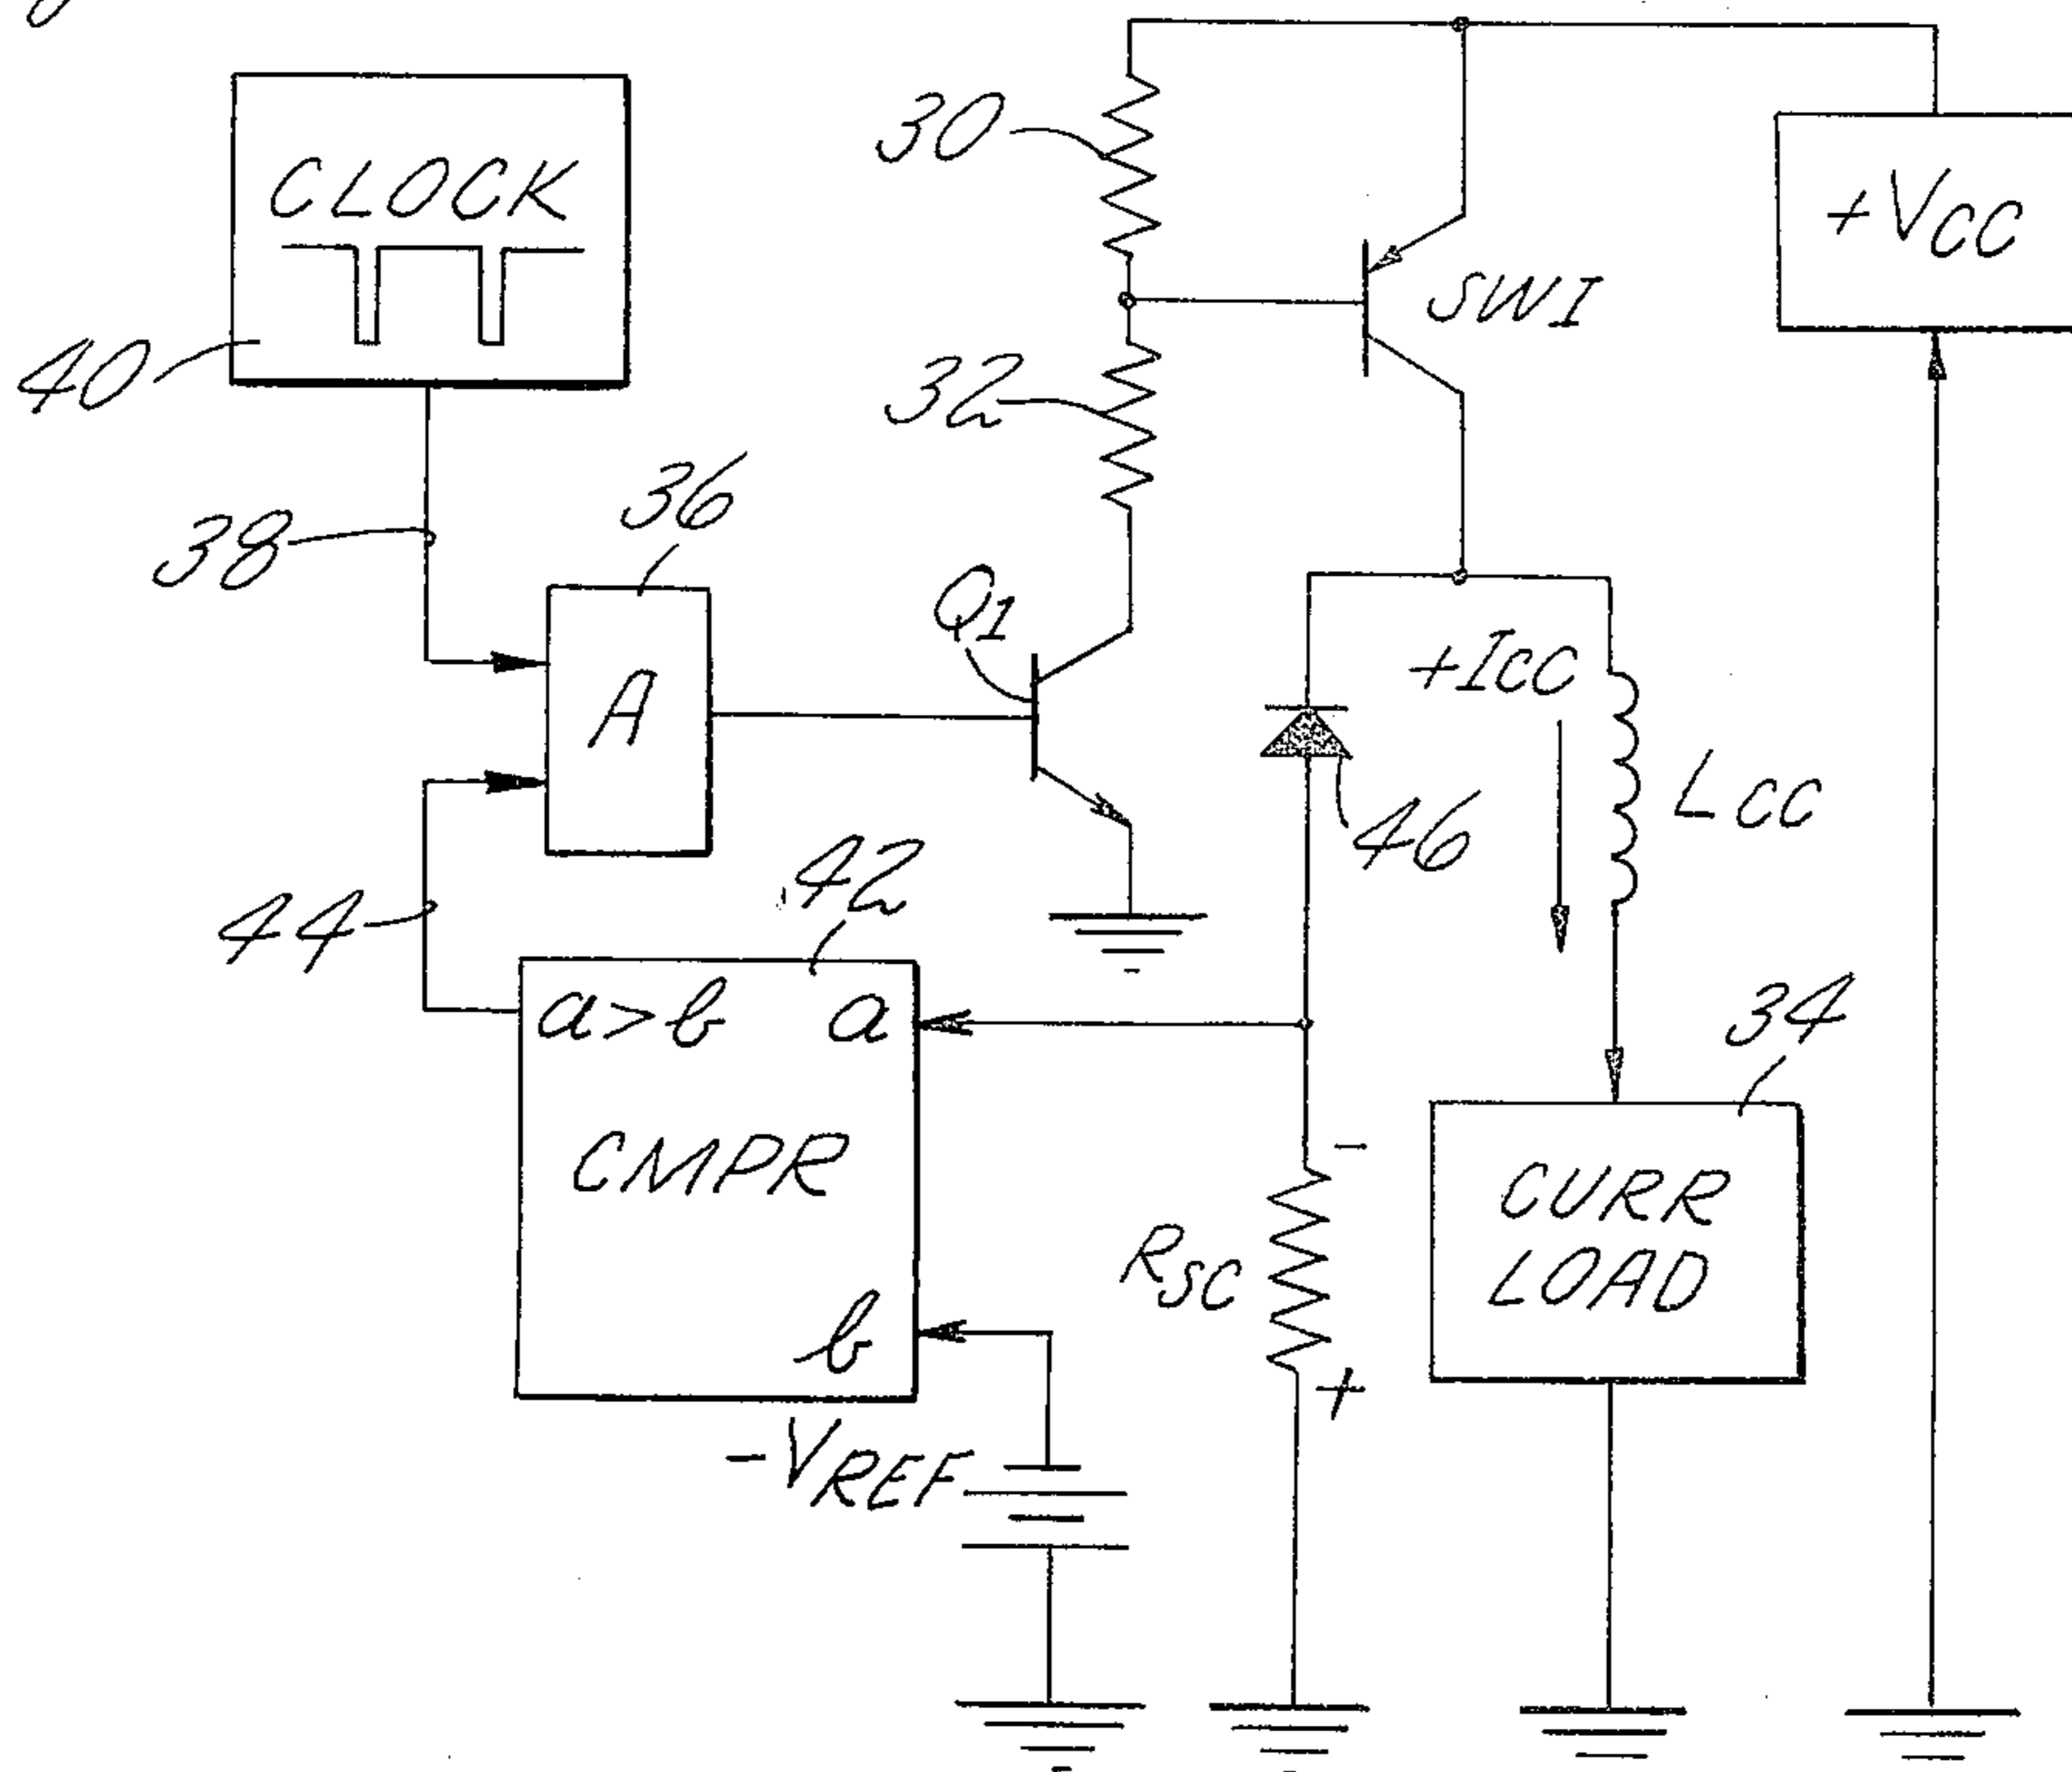 CLOCK
30
+VCC
SW1
40
32
36
38
Q1
+ICC
A
LCC
46
42
44
a>b a
34
CMPR
CURR
LOAD
-
RSC
b
+
-VREF